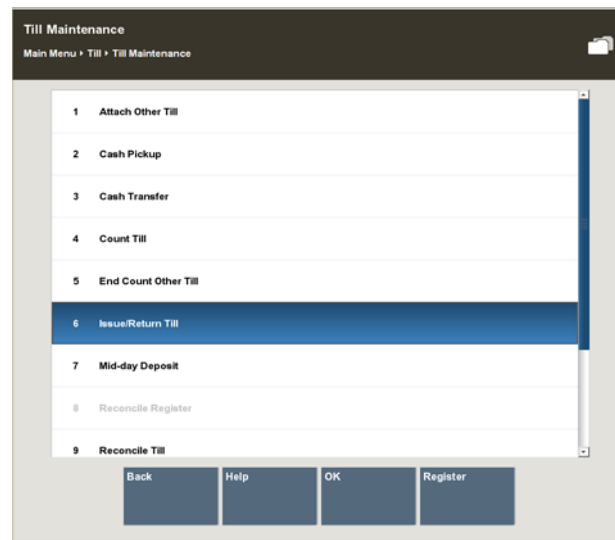 Till Maintenance
Main Menu ‣ Till ‣ Till Maintenance
1 Attach Other Till
2 Cash Pickup
3 Cash Transfer
4 Count Till
5 End Count Other Till
6 Issue/Return Till
7 Mid-day Deposit
8 Reconcile Register
9 Reconcile Till
Back Help OK Register